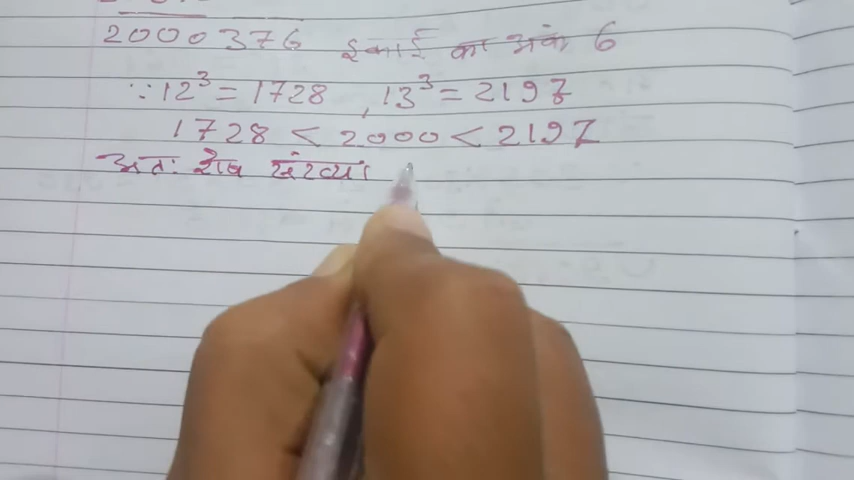 2000376 इकाई का अंक 6
∵ 12³ = 1728 , 13³ = 2197
1728 < 2000 < 2197
अतः शेष संख्या